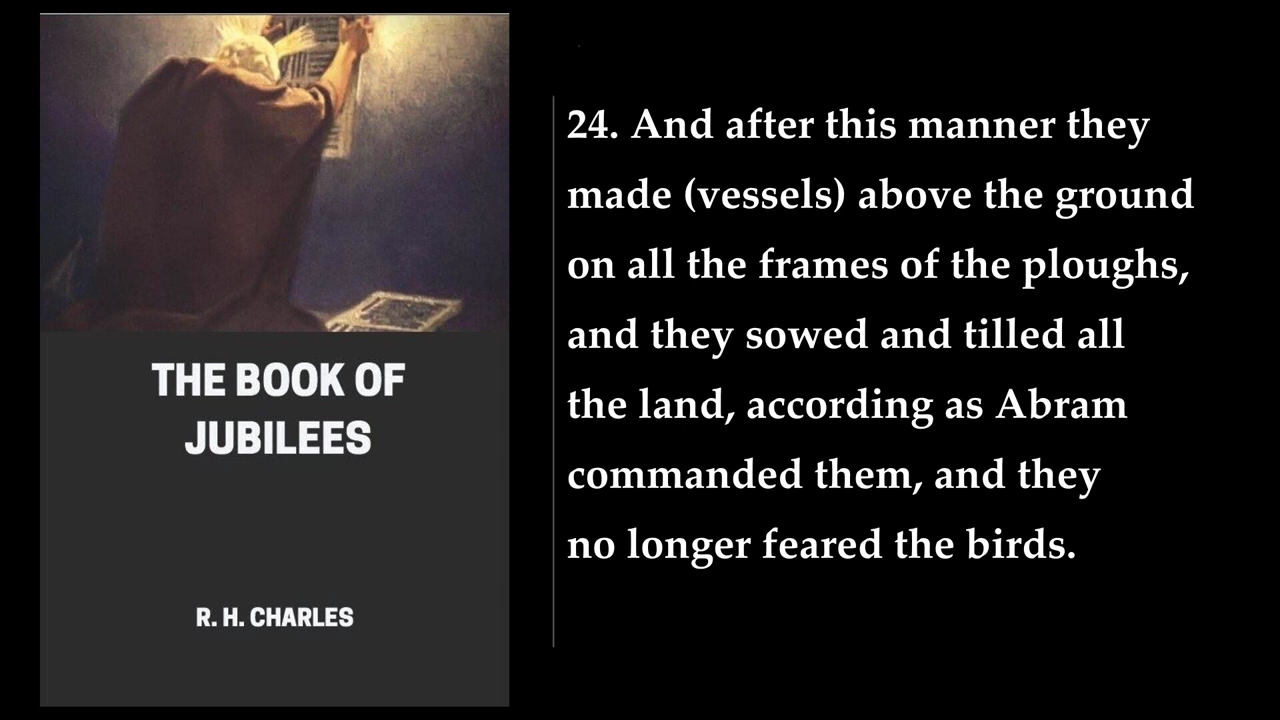 THE BOOK OF
JUBILEES
R. H. CHARLES
24. And after this manner they
made (vessels) above the ground
on all the frames of the ploughs,
and they sowed and tilled all
the land, according as Abram
commanded them, and they
no longer feared the birds.